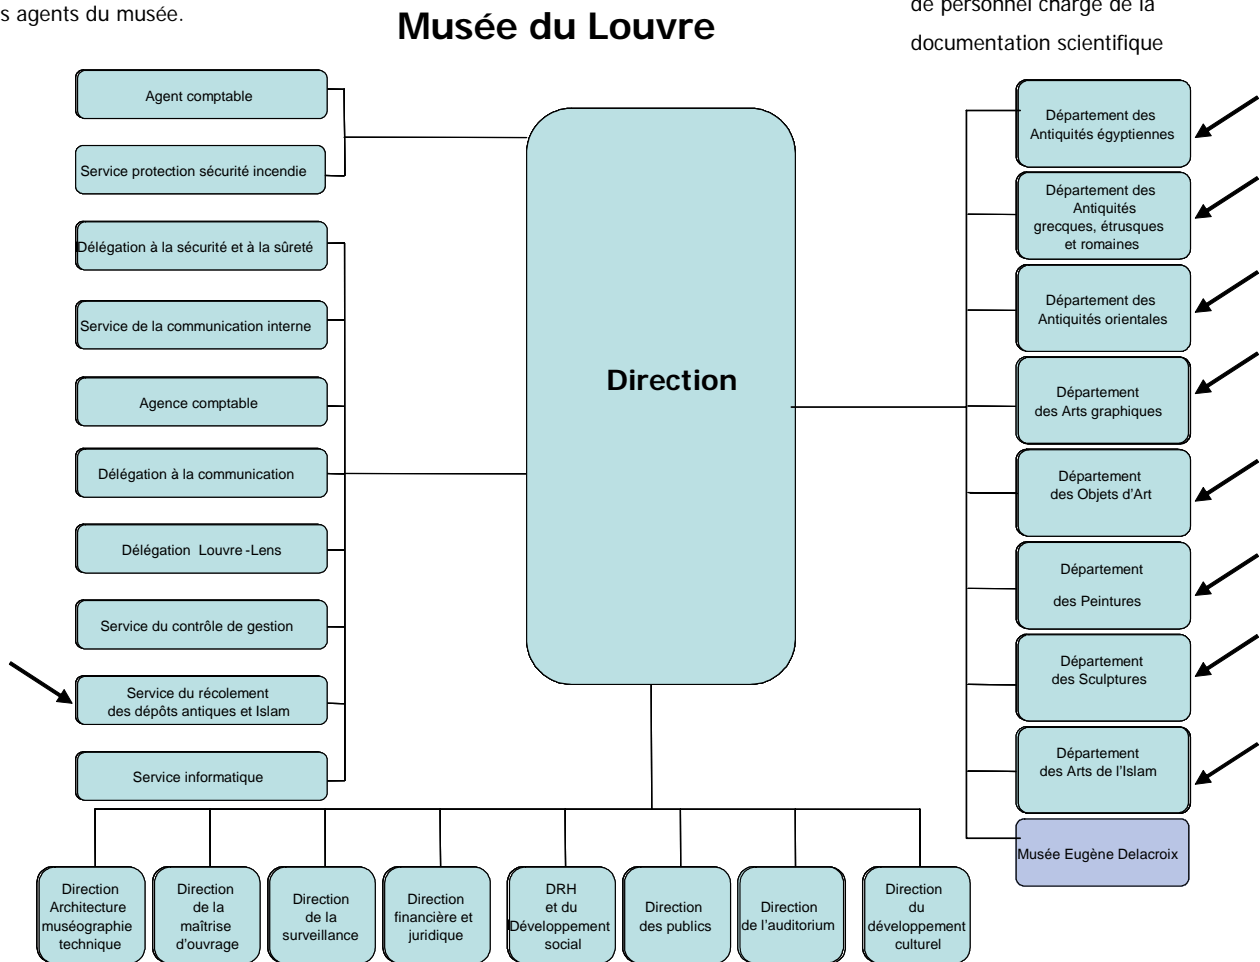 s agents du musée.
Musée du Louvre
de personnel chargé de la
documentation scientifique
Agent comptable
Service protection sécurité incendie
Délégation à la sécurité et à la sûreté
Service de la communication interne
Agence comptable
Délégation à la communication
Délégation Louvre -Lens
Service du contrôle de gestion
Service du récolement
des dépôts antiques et Islam
Service informatique
Direction
Département des
Antiquités égyptiennes
Département des
Antiquités
grecques, étrusques
et romaines
Département des
Antiquités orientales
Département
des Arts graphiques
Département
des Objets d’Art
Département
des Peintures
Département
des Sculptures
Département
des Arts de l’Islam
Musée Eugène Delacroix
Direction
Architecture
muséographie
technique
Direction
de la
maîtrise
d’ouvrage
Direction
de la
surveillance
Direction
financière et
juridique
DRH
et du
Développement
social
Direction
des publics
Direction
de l’auditorium
Direction
du
développement
culturel